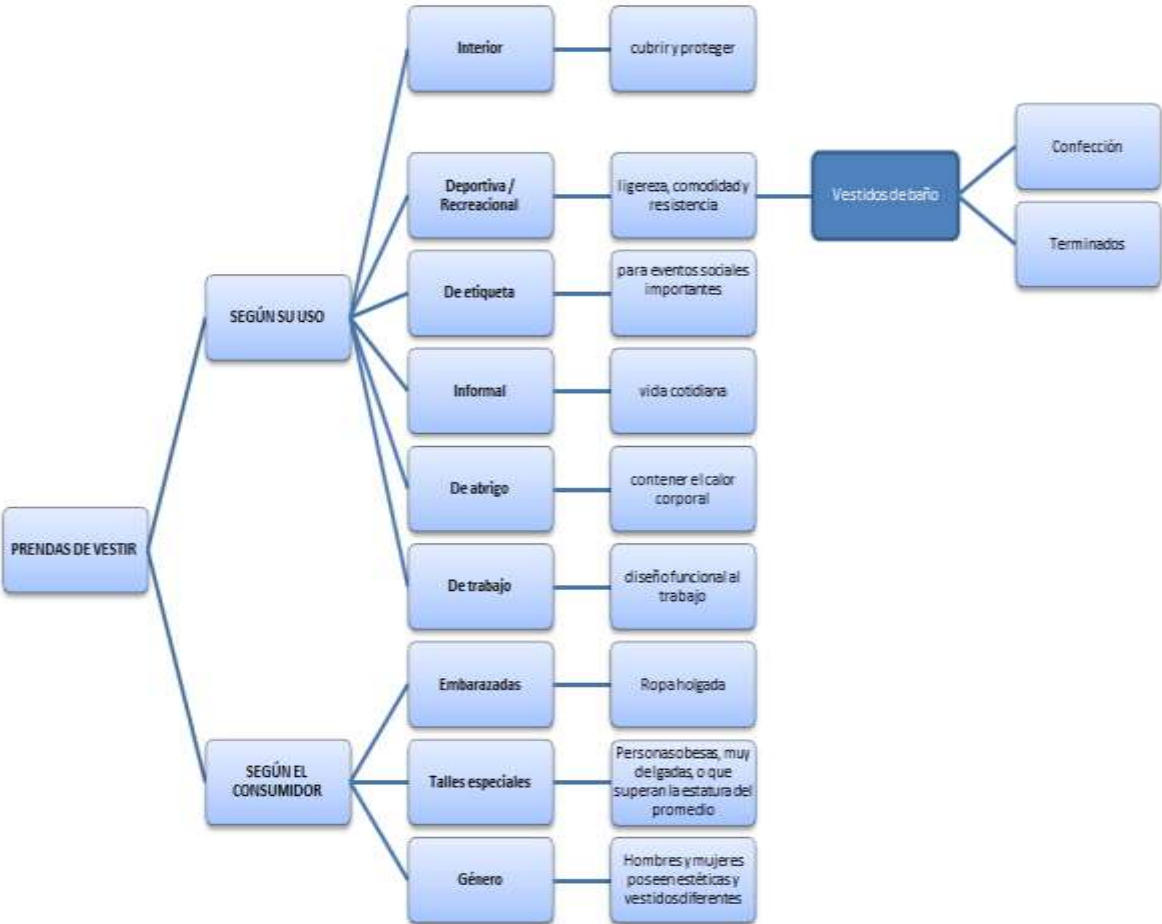 Interior
cubrir y proteger
Confección
Deportiva /
Recreacional
ligereza, comodidad y
resistencia
Vestidos de baño
Terminados
De etiqueta
para eventos sociales
importantes
SEGÚN SU USO
Informal
vida cotidiana
De abrigo
contener el calor
corporal
PRENDAS DE VESTIR
De trabajo
diseño funcional al
trabajo
Embarazadas
Ropa holgada
SEGÚN EL
CONSUMIDOR
Talles especiales
Personas obesas, muy
delgadas, o que
superan la estatura del
promedio
Género
Hombres y mujeres
poseen estéticas y
vestidos diferentes